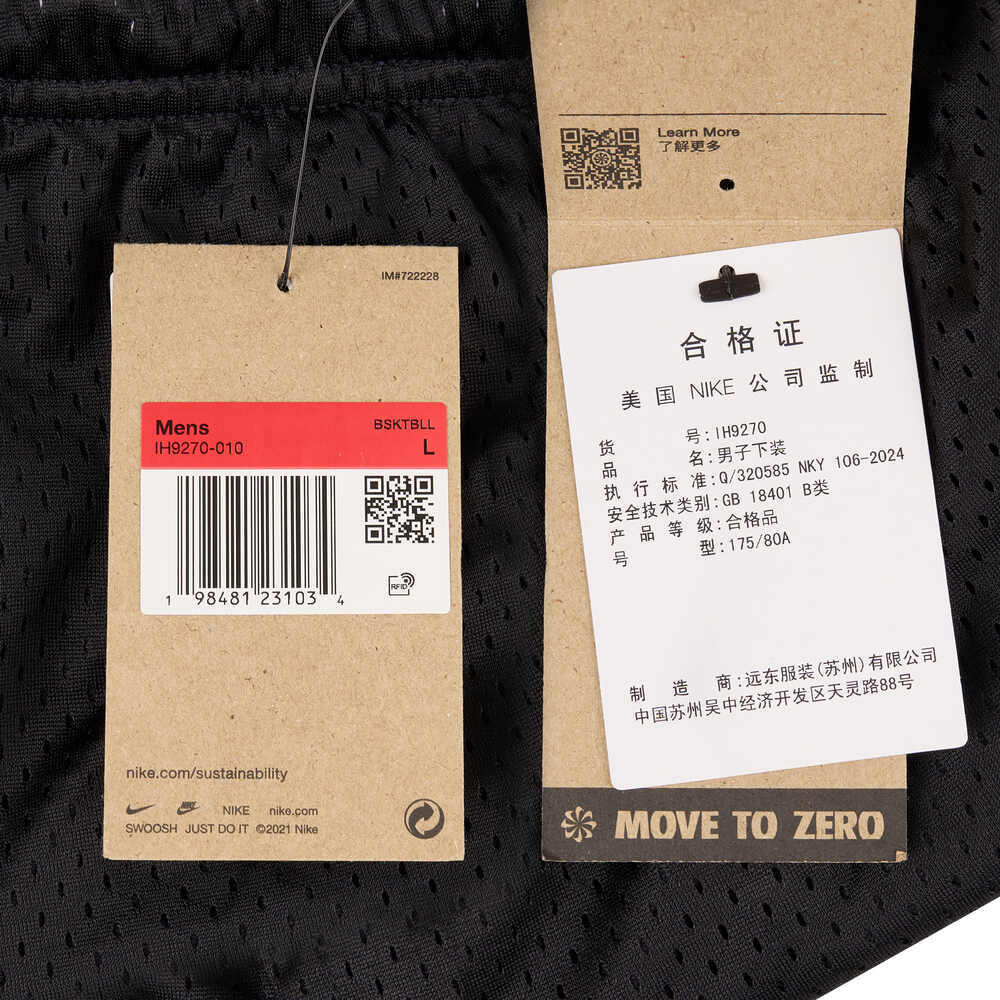 Learn More
了解更多
IM#722228
Mens BSKTBLL
IH9270-010 L
1 98481 23103 4
RFID
nike.com/sustainability
NIKE nike.com
SWOOSH JUST DO IT ©2021 Nike
合格证
美国 NIKE 公司监制
货 号:IH9270
品 名:男子下装
执行标准:Q/320585 NKY 106-2024
安全技术类别:GB 18401 B类
产品等级:合格品
号 型:175/80A
制造商:远东服装(苏州)有限公司
中国苏州吴中经济开发区天灵路88号
MOVE TO ZERO